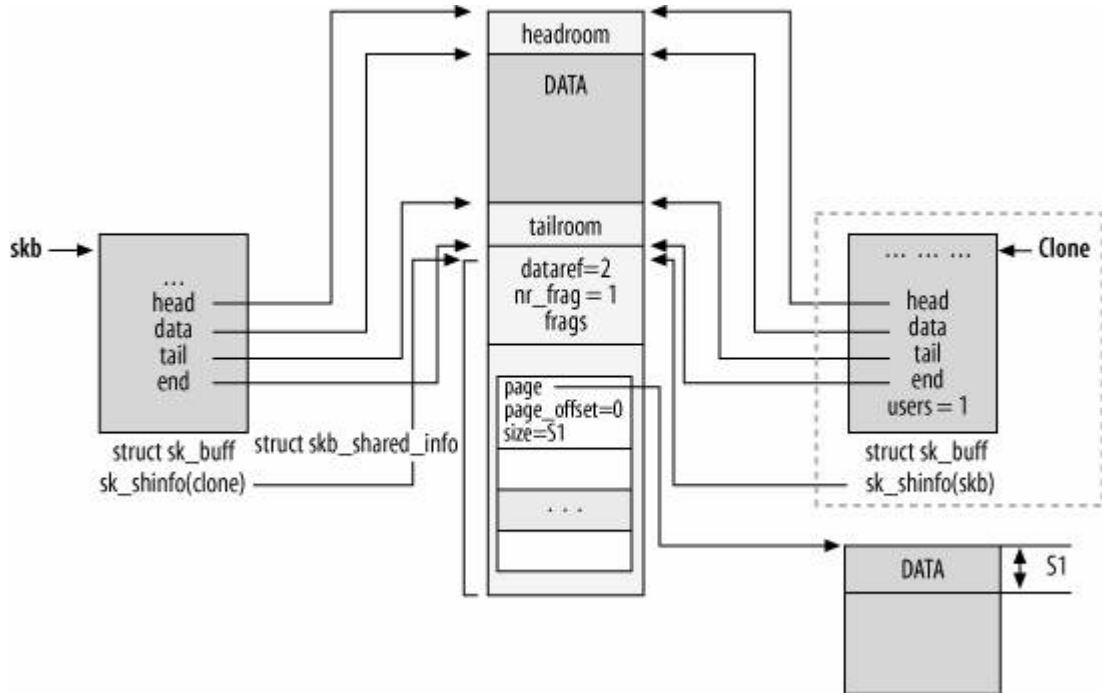 headroom
DATA
tailroom
dataref=2
nr_frag = 1
frags
page
page_offset=0
size=S1
. . .
skb
...
head
data
tail
end
struct sk_buff
sk_shinfo(clone)
struct skb_shared_info
Clone
... ... ...
head
data
tail
end
users = 1
struct sk_buff
sk_shinfo(skb)
DATA
S1